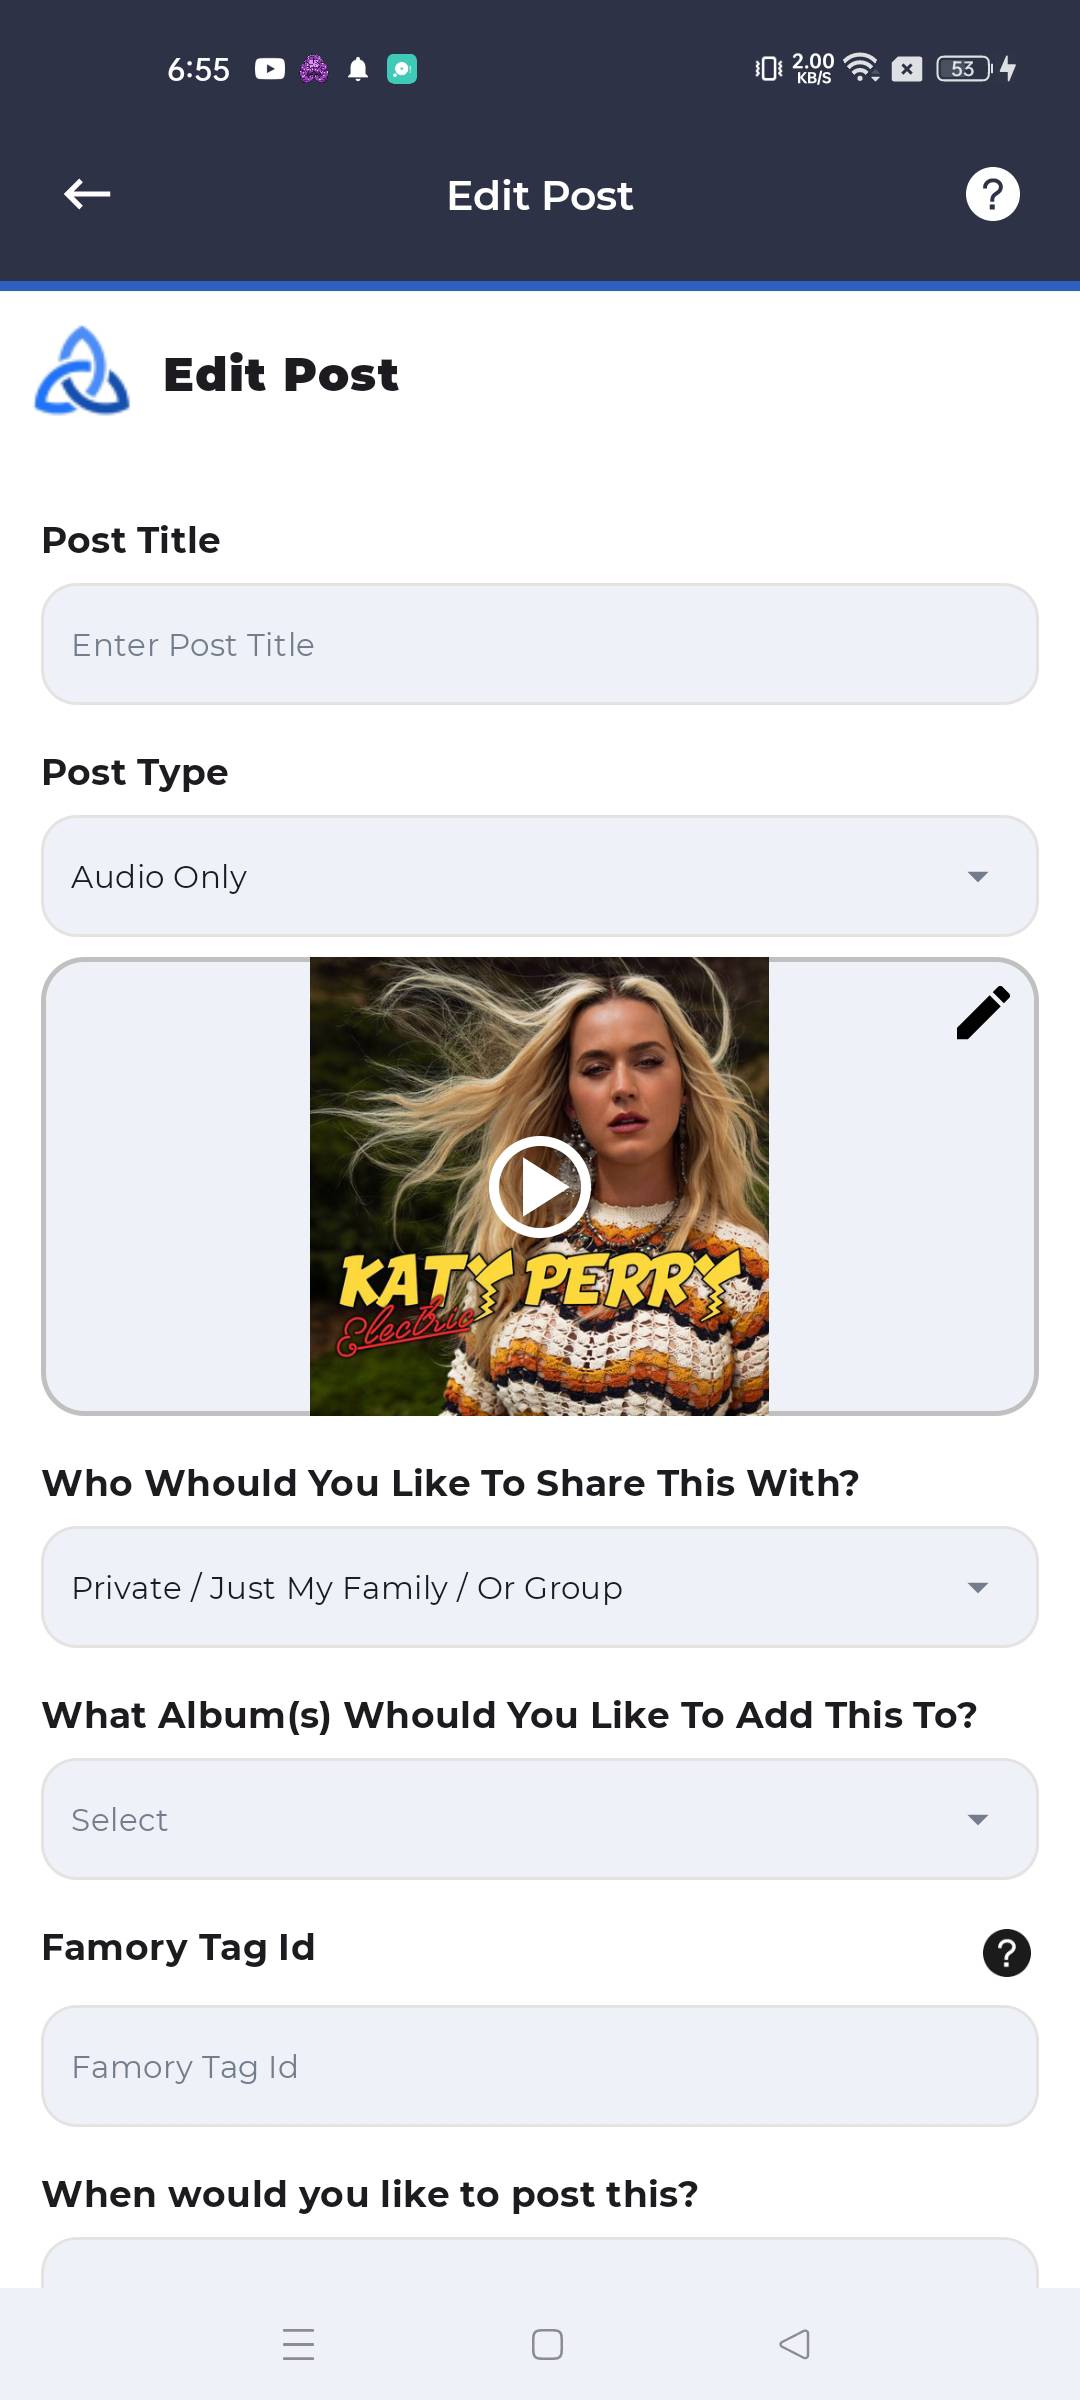 6:55
2.00
KB/S
53
Edit Post
Edit Post
Post Title
Enter Post Title
Post Type
Audio Only
KATY PERRY
Electric
Who Whould You Like To Share This With?
Private / Just My Family / Or Group
What Album(s) Whould You Like To Add This To?
Select
Famory Tag Id
Famory Tag Id
When would you like to post this?